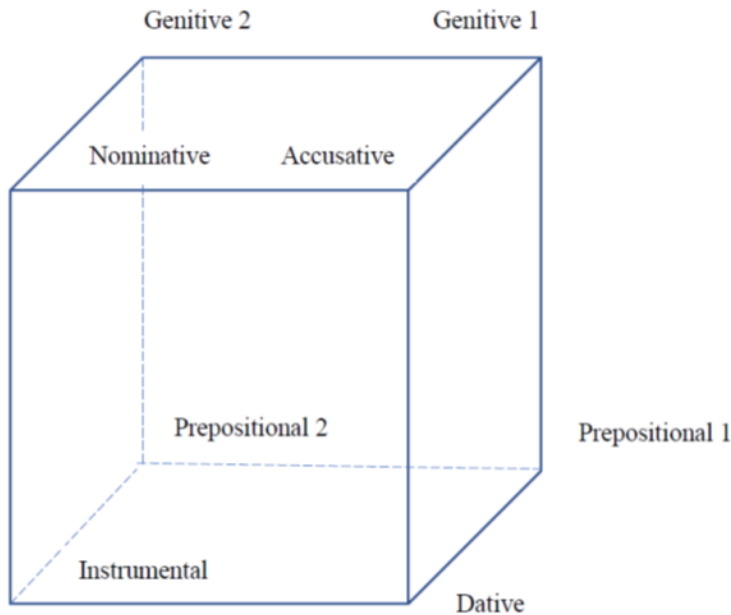 Genitive 2
Genitive 1
Nominative
Accusative
Prepositional 2
Prepositional 1
Instrumental
Dative